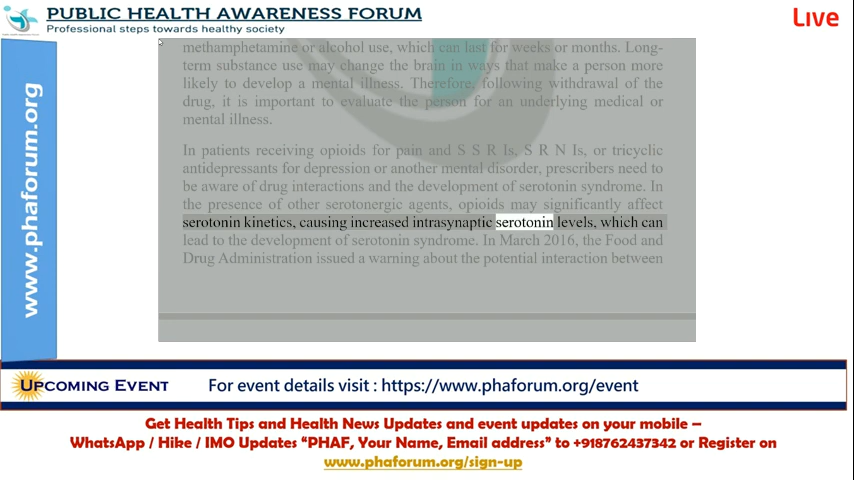 PUBLIC HEALTH AWARENESS FORUM
Professional steps towards healthy society
Live
www.phaforum.org
methamphetamine or alcohol use, which can last for weeks or months. Long-
term substance use may change the brain in ways that make a person more
likely to develop a mental illness. Therefore, following withdrawal of the
drug, it is important to evaluate the person for an underlying medical or
mental illness.
In patients receiving opioids for pain and S S R Is, S R N Is, or tricyclic
antidepressants for depression or another mental disorder, prescribers need to
be aware of drug interactions and the development of serotonin syndrome. In
the presence of other serotonergic agents, opioids may significantly affect
serotonin kinetics, causing increased intrasynaptic serotonin levels, which can
lead to the development of serotonin syndrome. In March 2016, the Food and
Drug Administration issued a warning about the potential interaction between
UPCOMING EVENT
For event details visit : https://www.phaforum.org/event
Get Health Tips and Health News Updates and event updates on your mobile –
WhatsApp / Hike / IMO Updates “PHAF, Your Name, Email address” to +918762437342 or Register on
www.phaforum.org/sign-up